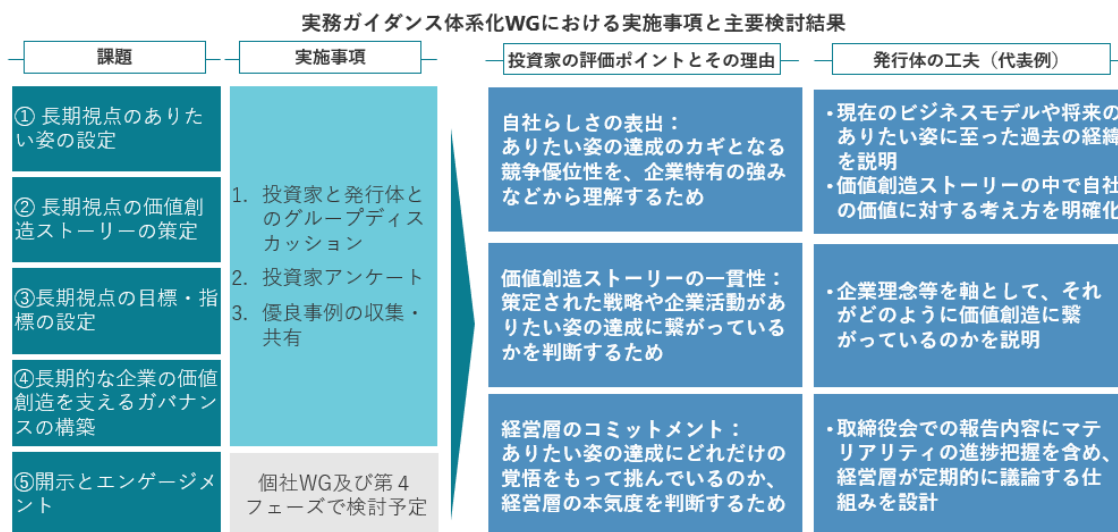 実務ガイダンス体系化WGにおける実施事項と主要検討結果
課題
実施事項
投資家の評価ポイントとその理由
発行体の工夫（代表例）
① 長期視点のありた
い姿の設定
② 長期視点の価値創
造ストーリーの策定
③長期視点の目標・指
標の設定
④長期的な企業の価値
創造を支えるガバナン
スの構築
⑤開示とエンゲージメ
ント
1. 投資家と発行体と
のグループディス
カッション
2. 投資家アンケート
3. 優良事例の収集・
共有
個社WG及び第４
フェーズで検討予定
自社らしさの表出：
ありたい姿の達成のカギとなる
競争優位性を、企業特有の強み
などから理解するため
価値創造ストーリーの一貫性：
策定された戦略や企業活動があ
りたい姿の達成に繋がっている
かを判断するため
経営層のコミットメント：
ありたい姿の達成にどれだけの
覚悟をもって挑んでいるのか、
経営層の本気度を判断するため
・現在のビジネスモデルや将来の
ありたい姿に至った過去の経緯
を説明
・価値創造ストーリーの中で自社
の価値に対する考え方を明確化
・企業理念等を軸として、それ
がどのように価値創造に繋
がっているのかを説明
・取締役会での報告内容にマテ
リアリティの進捗把握を含め、
経営層が定期的に議論する仕
組みを設計